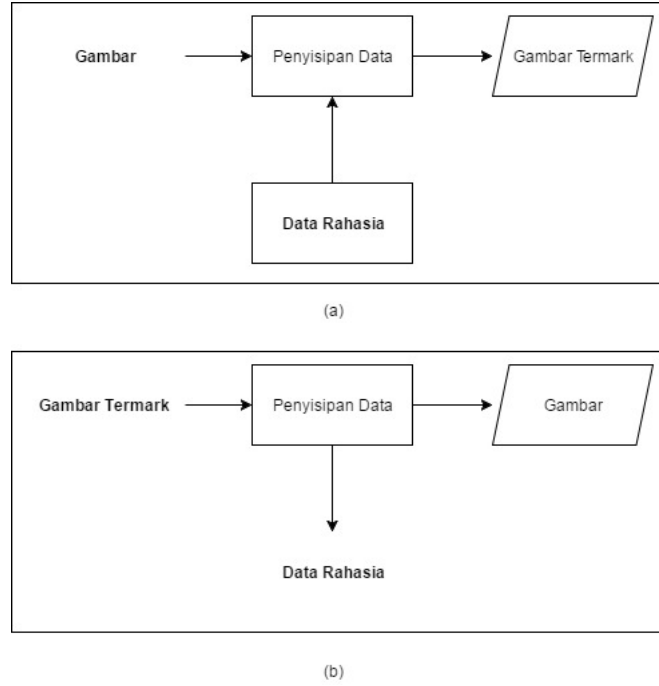 Gambar
Penyisipan Data
Gambar Termark
Data Rahasia
(a)
Gambar Termark
Penyisipan Data
Gambar
Data Rahasia
(b)